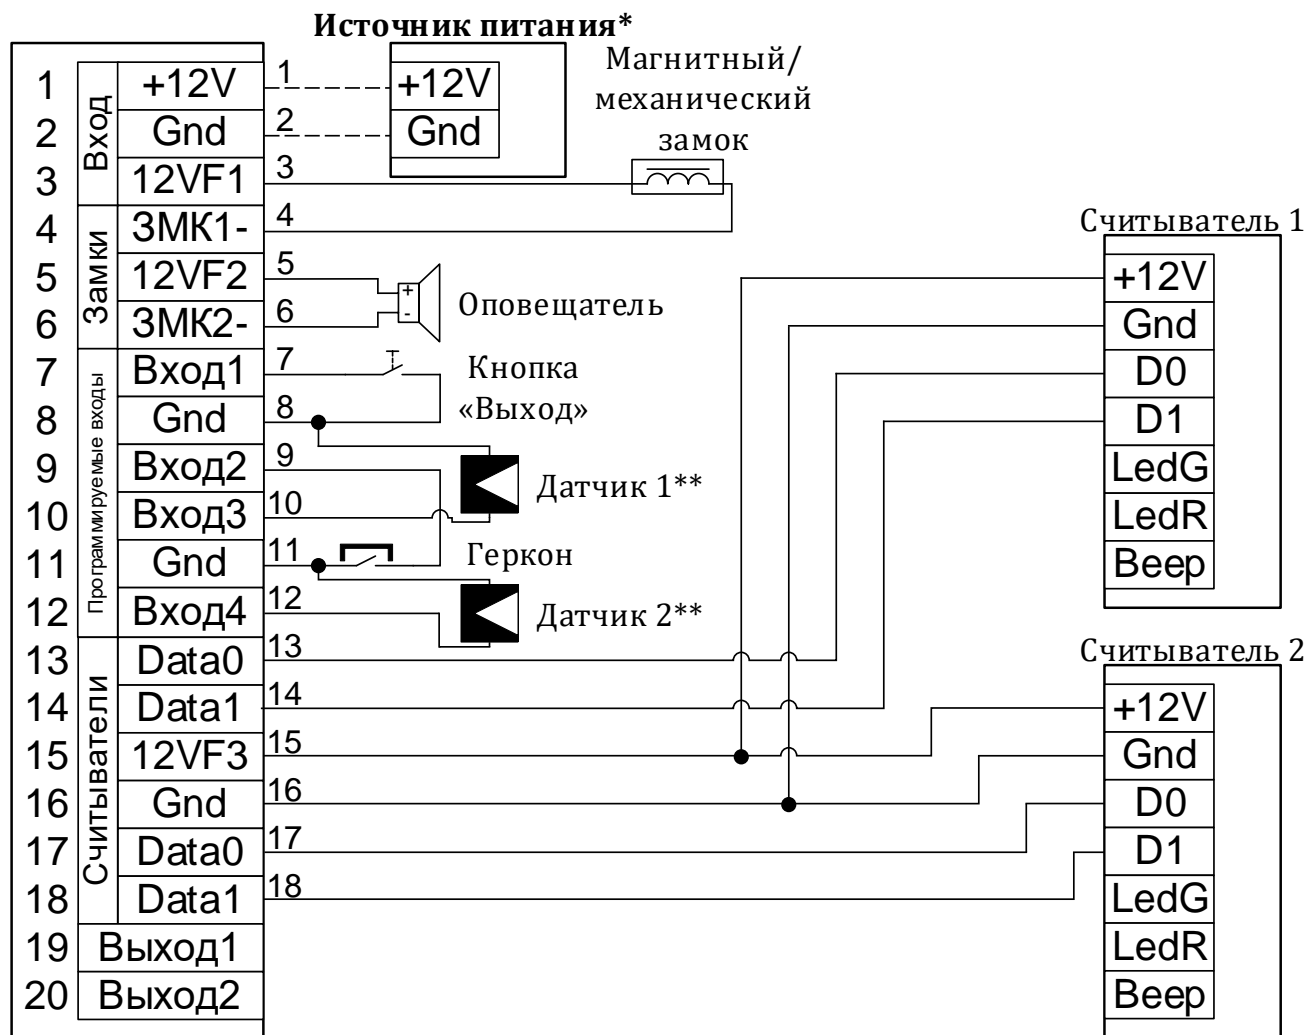 Источник питания*
1 +12V 1
2 Gnd 2
3 12VF1 3
4 ЗМК1- 4
5 12VF2 5
6 ЗМК2- 6
7 Вход1 7
8 Gnd 8
9 Вход2 9
10 Вход3 10
11 Gnd 11
12 Вход4 12
13 Data0 13
14 Data1 14
15 12VF3 15
16 Gnd 16
17 Data0 17
18 Data1 18
19 Выход1
20 Выход2
Вход
Замки
Программируемые входы
Считыватели
+12V
Gnd
Магнитный/
механический
замок
+
-
Оповещатель
Кнопка
«Выход»
Датчик 1**
Геркон
Датчик 2**
Считыватель 1
+12V
Gnd
D0
D1
LedG
LedR
Beep
Считыватель 2
+12V
Gnd
D0
D1
LedG
LedR
Beep